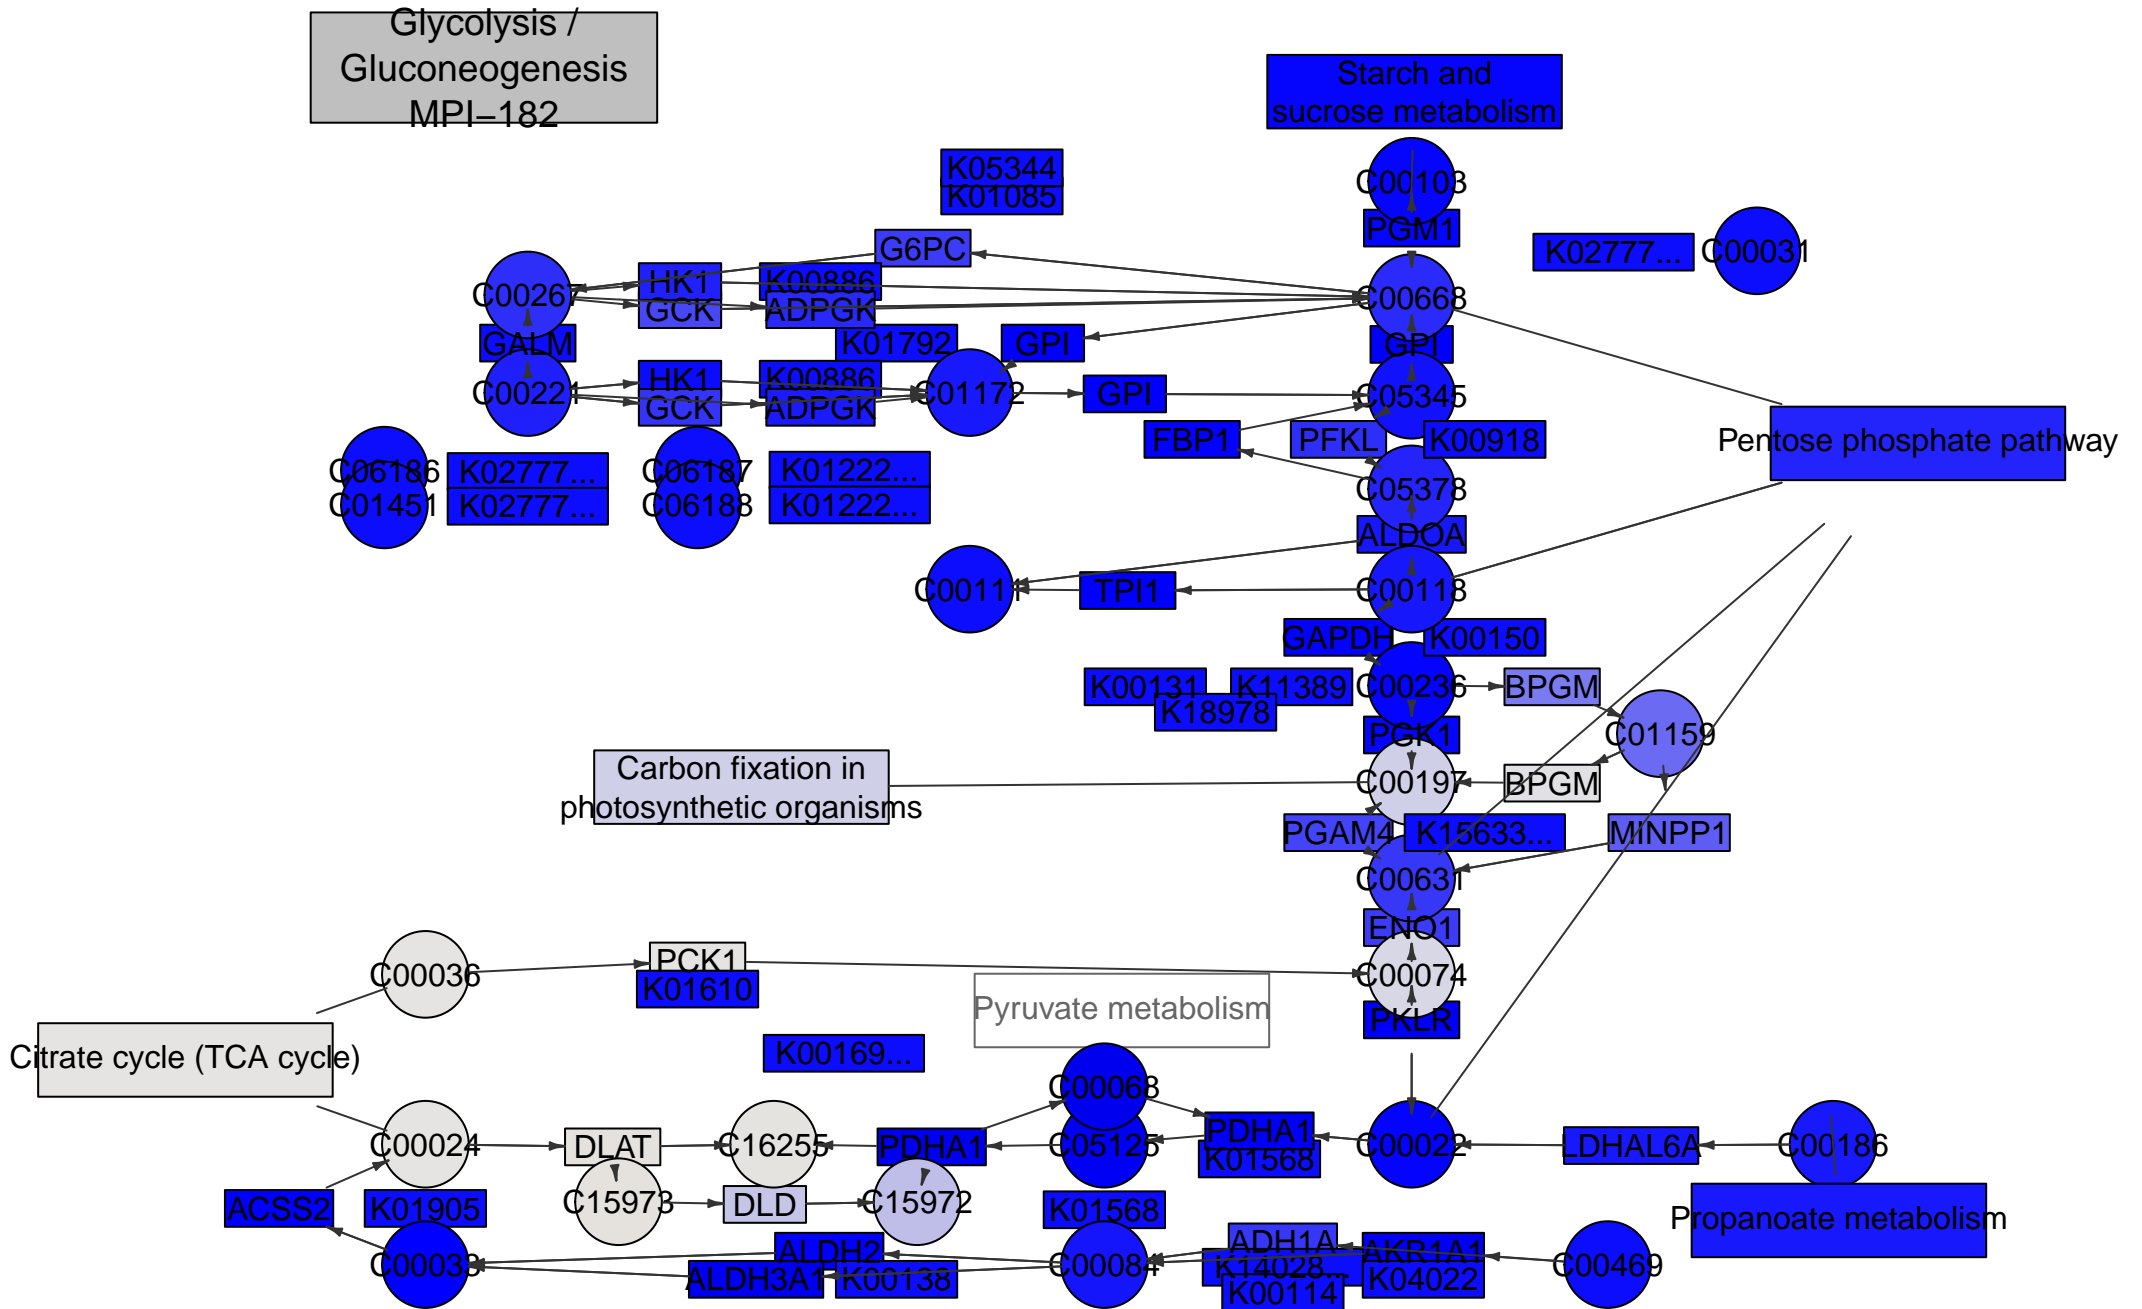 Glycolysis /
Gluconeogenesis
MPI–182
Starch and
sucrose metabolism
K05344
K01085
C00103
PGM1
G6PC
K02777...
C00031
C00267
HK1
K00886
GCK
ADPGK
C00668
GALM
K01792
GPI
GPI
C00221
HK1
K00886
GCK
ADPGK
C01172
GPI
C05345
FBP1
PFKL
K00918
Pentose phosphate pathway
C06186
K02777...
C06187
K01222...
C01451
K02777...
C06188
K01222...
C05378
ALDOA
C00111
TPI1
C00118
GAPDH
K00150
K00131
K11389
K18978
C00236
BPGM
PGK1
C01159
Carbon fixation in
photosynthetic organisms
C00197
BPGM
PGAM4
K15633...
MINPP1
C00631
ENO1
C00036
PCK1
K01610
C00074
Pyruvate metabolism
PKLR
Citrate cycle (TCA cycle)
K00169...
C00068
C00024
DLAT
C16255
PDHA1
C05125
PDHA1
K01568
C00022
LDHAL6A
C00186
ACSS2
K01905
C15973
DLD
C15972
K01568
Propanoate metabolism
C00033
ALDH2
ALDH3A1
K00138
C00084
ADH1A
K14028...
K00114
AKR1A1
K04022
C00469